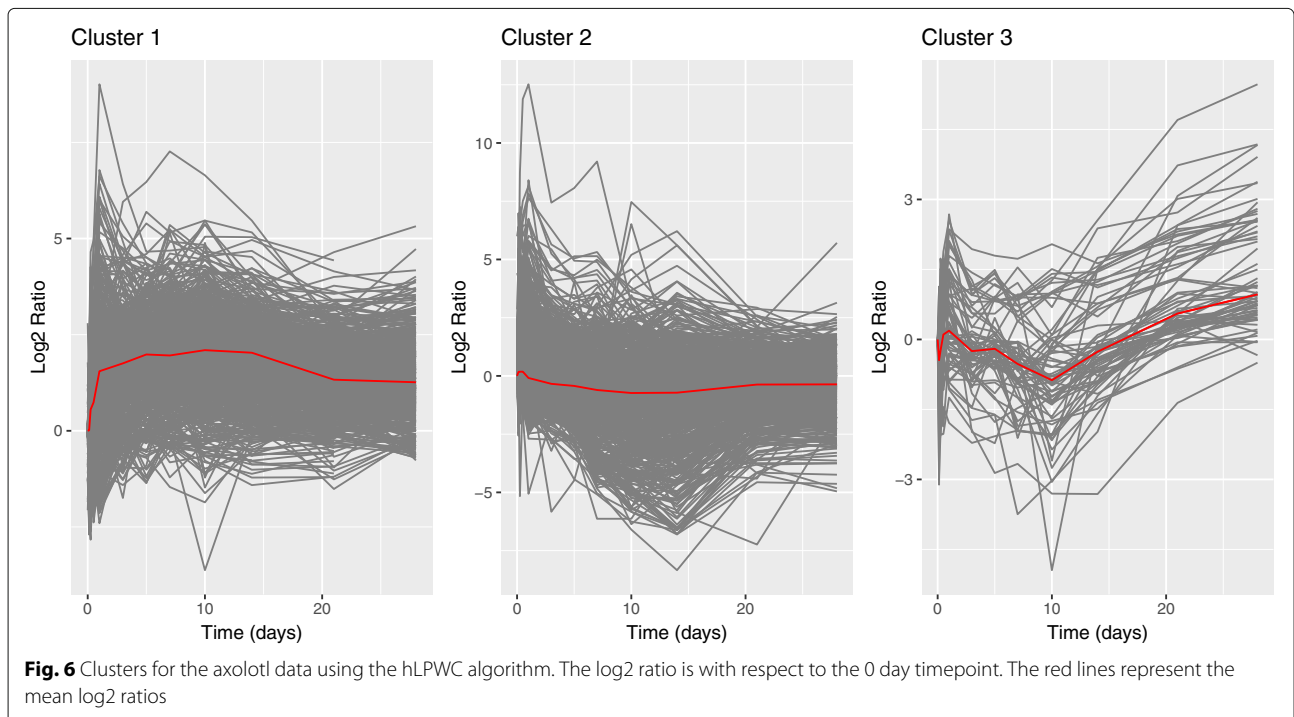 Cluster 1
Cluster 2
Cluster 3
Log2 Ratio
5
0
0
10
20
Time (days)
Log2 Ratio
10
5
0
−5
0
10
20
Time (days)
Log2 Ratio
3
0
−3
0
10
20
Time (days)
Fig. 6 Clusters for the axolotl data using the hLPWC algorithm. The log2 ratio is with respect to the 0 day timepoint. The red lines represent the
mean log2 ratios